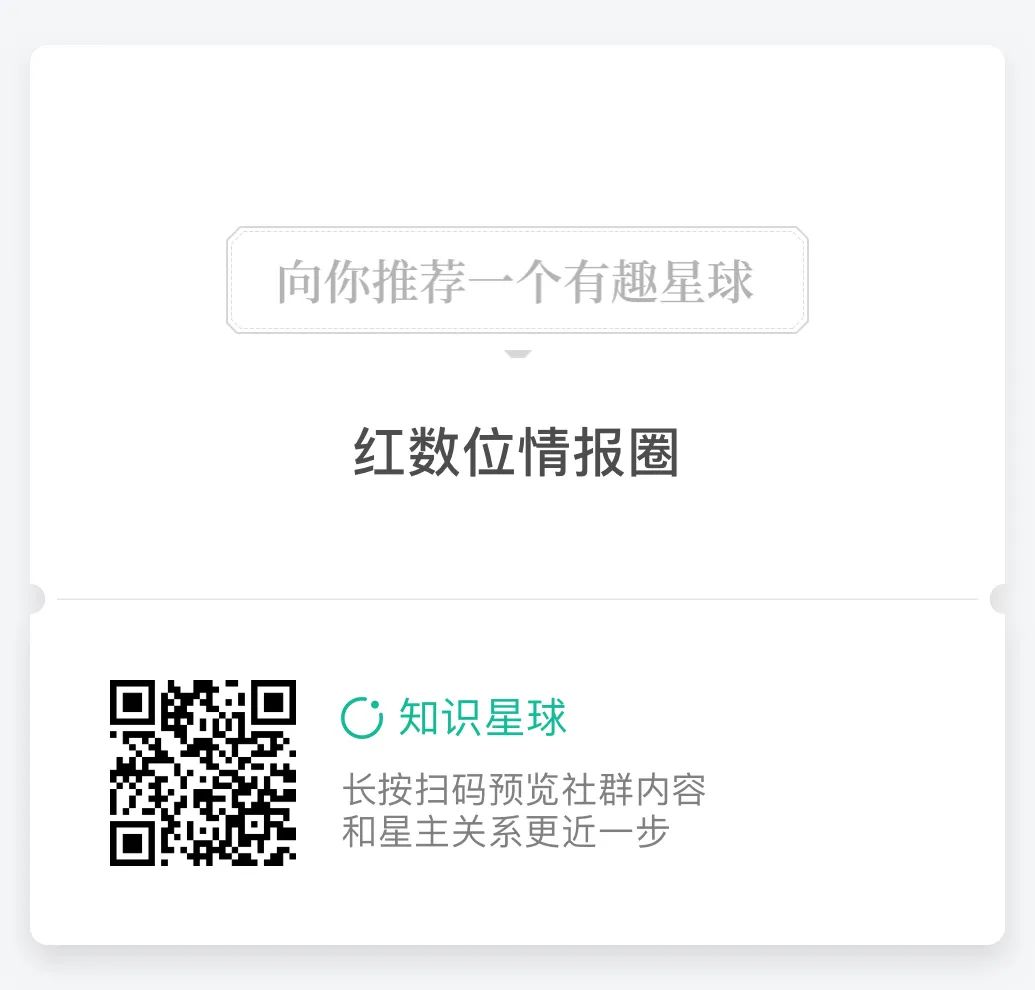 向你推荐一个有趣星球
红数位情报圈
知识星球
长按扫码预览社群内容
和星主关系更近一步